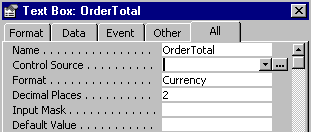 Text Box: OrderTotal
Format Data Event Other All
Name . . . . . . . . . . . . . . OrderTotal
Control Source . . . . . . . . .
Format . . . . . . . . . . . . . Currency
Decimal Places . . . . . . . . . 2
Input Mask . . . . . . . . . . .
Default Value . . . . . . . . . .